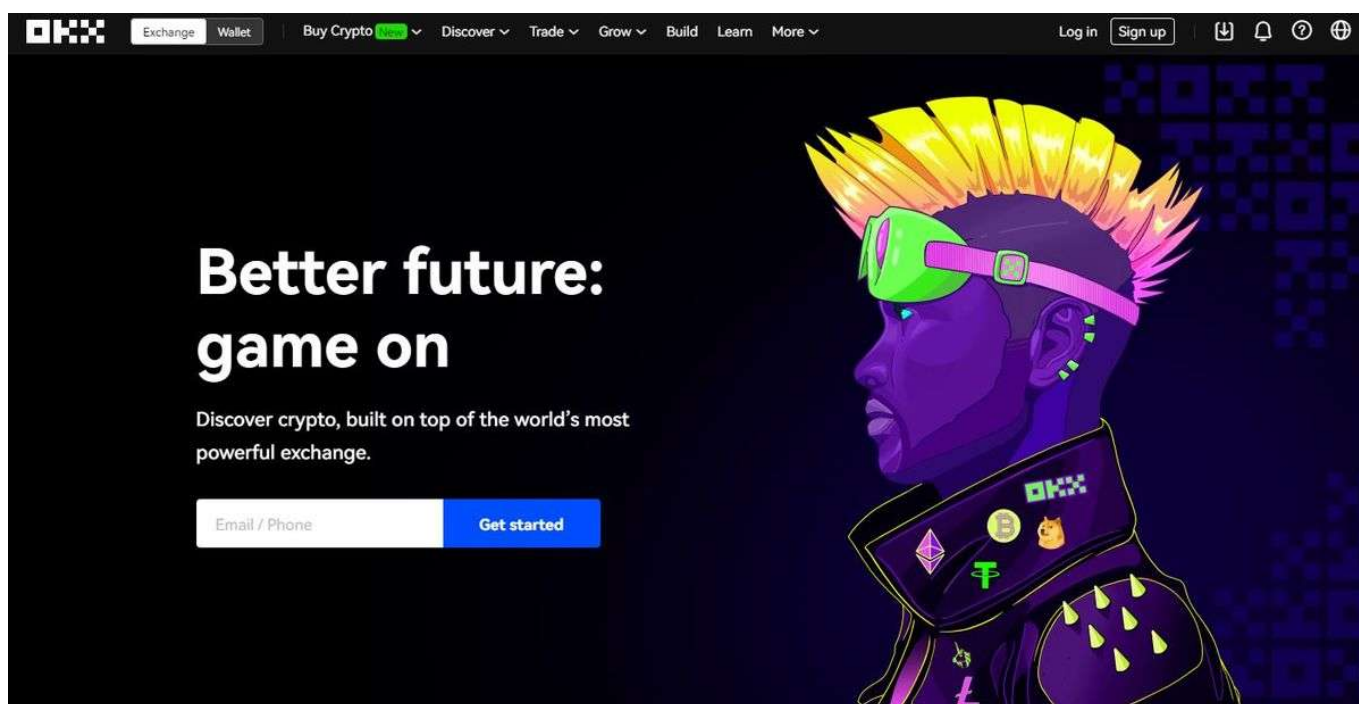 OKX
Exchange Wallet Buy Crypto New Discover Trade Grow Build Learn More Log in Sign up
Better future:
game on
Discover crypto, built on top of the world’s most
powerful exchange.
Email / Phone Get started
OKX